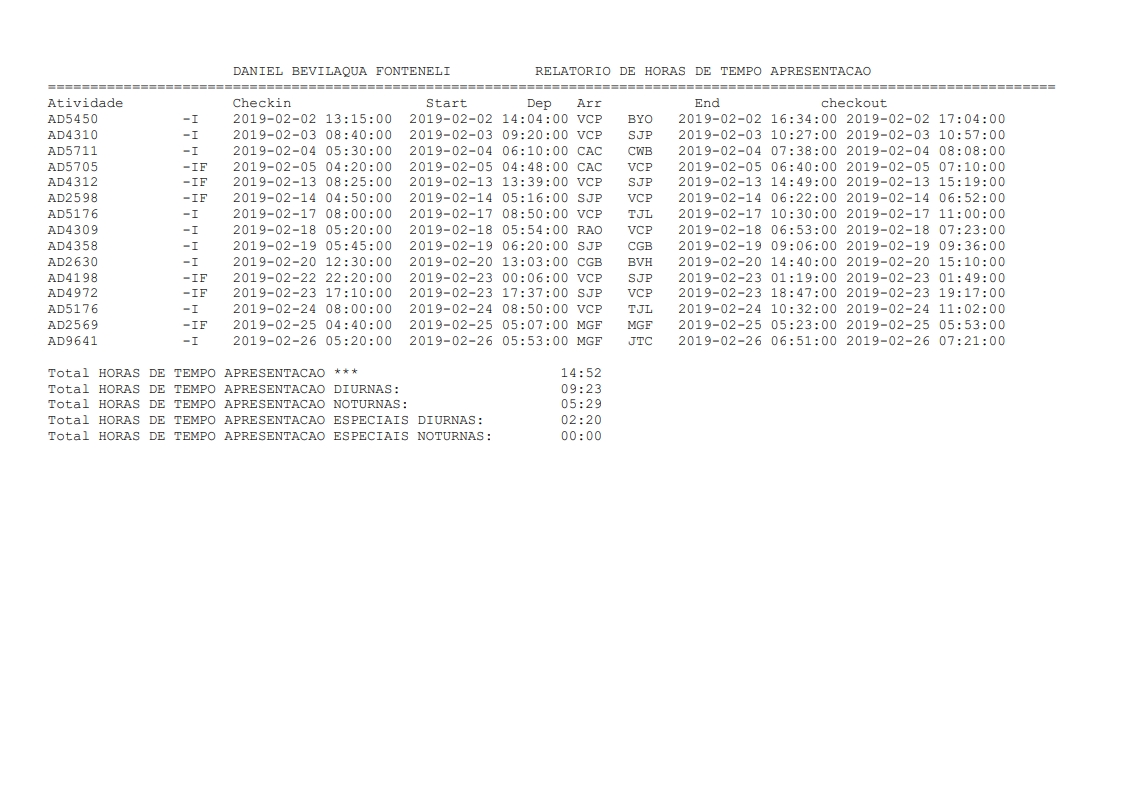 DANIEL BEVILAQUA FONTENELI RELATORIO DE HORAS DE TEMPO APRESENTACAO
========================================================================================================================
Atividade Checkin Start Dep Arr End checkout
AD5450 -I 2019-02-02 13:15:00 2019-02-02 14:04:00 VCP BYO 2019-02-02 16:34:00 2019-02-02 17:04:00
AD4310 -I 2019-02-03 08:40:00 2019-02-03 09:20:00 VCP SJP 2019-02-03 10:27:00 2019-02-03 10:57:00
AD5711 -I 2019-02-04 05:30:00 2019-02-04 06:10:00 CAC CWB 2019-02-04 07:38:00 2019-02-04 08:08:00
AD5705 -IF 2019-02-05 04:20:00 2019-02-05 04:48:00 CAC VCP 2019-02-05 06:40:00 2019-02-05 07:10:00
AD4312 -IF 2019-02-13 08:25:00 2019-02-13 13:39:00 VCP SJP 2019-02-13 14:49:00 2019-02-13 15:19:00
AD2598 -IF 2019-02-14 04:50:00 2019-02-14 05:16:00 SJP VCP 2019-02-14 06:22:00 2019-02-14 06:52:00
AD5176 -I 2019-02-17 08:00:00 2019-02-17 08:50:00 VCP TJL 2019-02-17 10:30:00 2019-02-17 11:00:00
AD4309 -I 2019-02-18 05:20:00 2019-02-18 05:54:00 RAO VCP 2019-02-18 06:53:00 2019-02-18 07:23:00
AD4358 -I 2019-02-19 05:45:00 2019-02-19 06:20:00 SJP CGB 2019-02-19 09:06:00 2019-02-19 09:36:00
AD2630 -I 2019-02-20 12:30:00 2019-02-20 13:03:00 CGB BVH 2019-02-20 14:40:00 2019-02-20 15:10:00
AD4198 -IF 2019-02-22 22:20:00 2019-02-23 00:06:00 VCP SJP 2019-02-23 01:19:00 2019-02-23 01:49:00
AD4972 -IF 2019-02-23 17:10:00 2019-02-23 17:37:00 SJP VCP 2019-02-23 18:47:00 2019-02-23 19:17:00
AD5176 -I 2019-02-24 08:00:00 2019-02-24 08:50:00 VCP TJL 2019-02-24 10:32:00 2019-02-24 11:02:00
AD2569 -IF 2019-02-25 04:40:00 2019-02-25 05:07:00 MGF MGF 2019-02-25 05:23:00 2019-02-25 05:53:00
AD9641 -I 2019-02-26 05:20:00 2019-02-26 05:53:00 MGF JTC 2019-02-26 06:51:00 2019-02-26 07:21:00
Total HORAS DE TEMPO APRESENTACAO *** 14:52
Total HORAS DE TEMPO APRESENTACAO DIURNAS: 09:23
Total HORAS DE TEMPO APRESENTACAO NOTURNAS: 05:29
Total HORAS DE TEMPO APRESENTACAO ESPECIAIS DIURNAS: 02:20
Total HORAS DE TEMPO APRESENTACAO ESPECIAIS NOTURNAS: 00:00